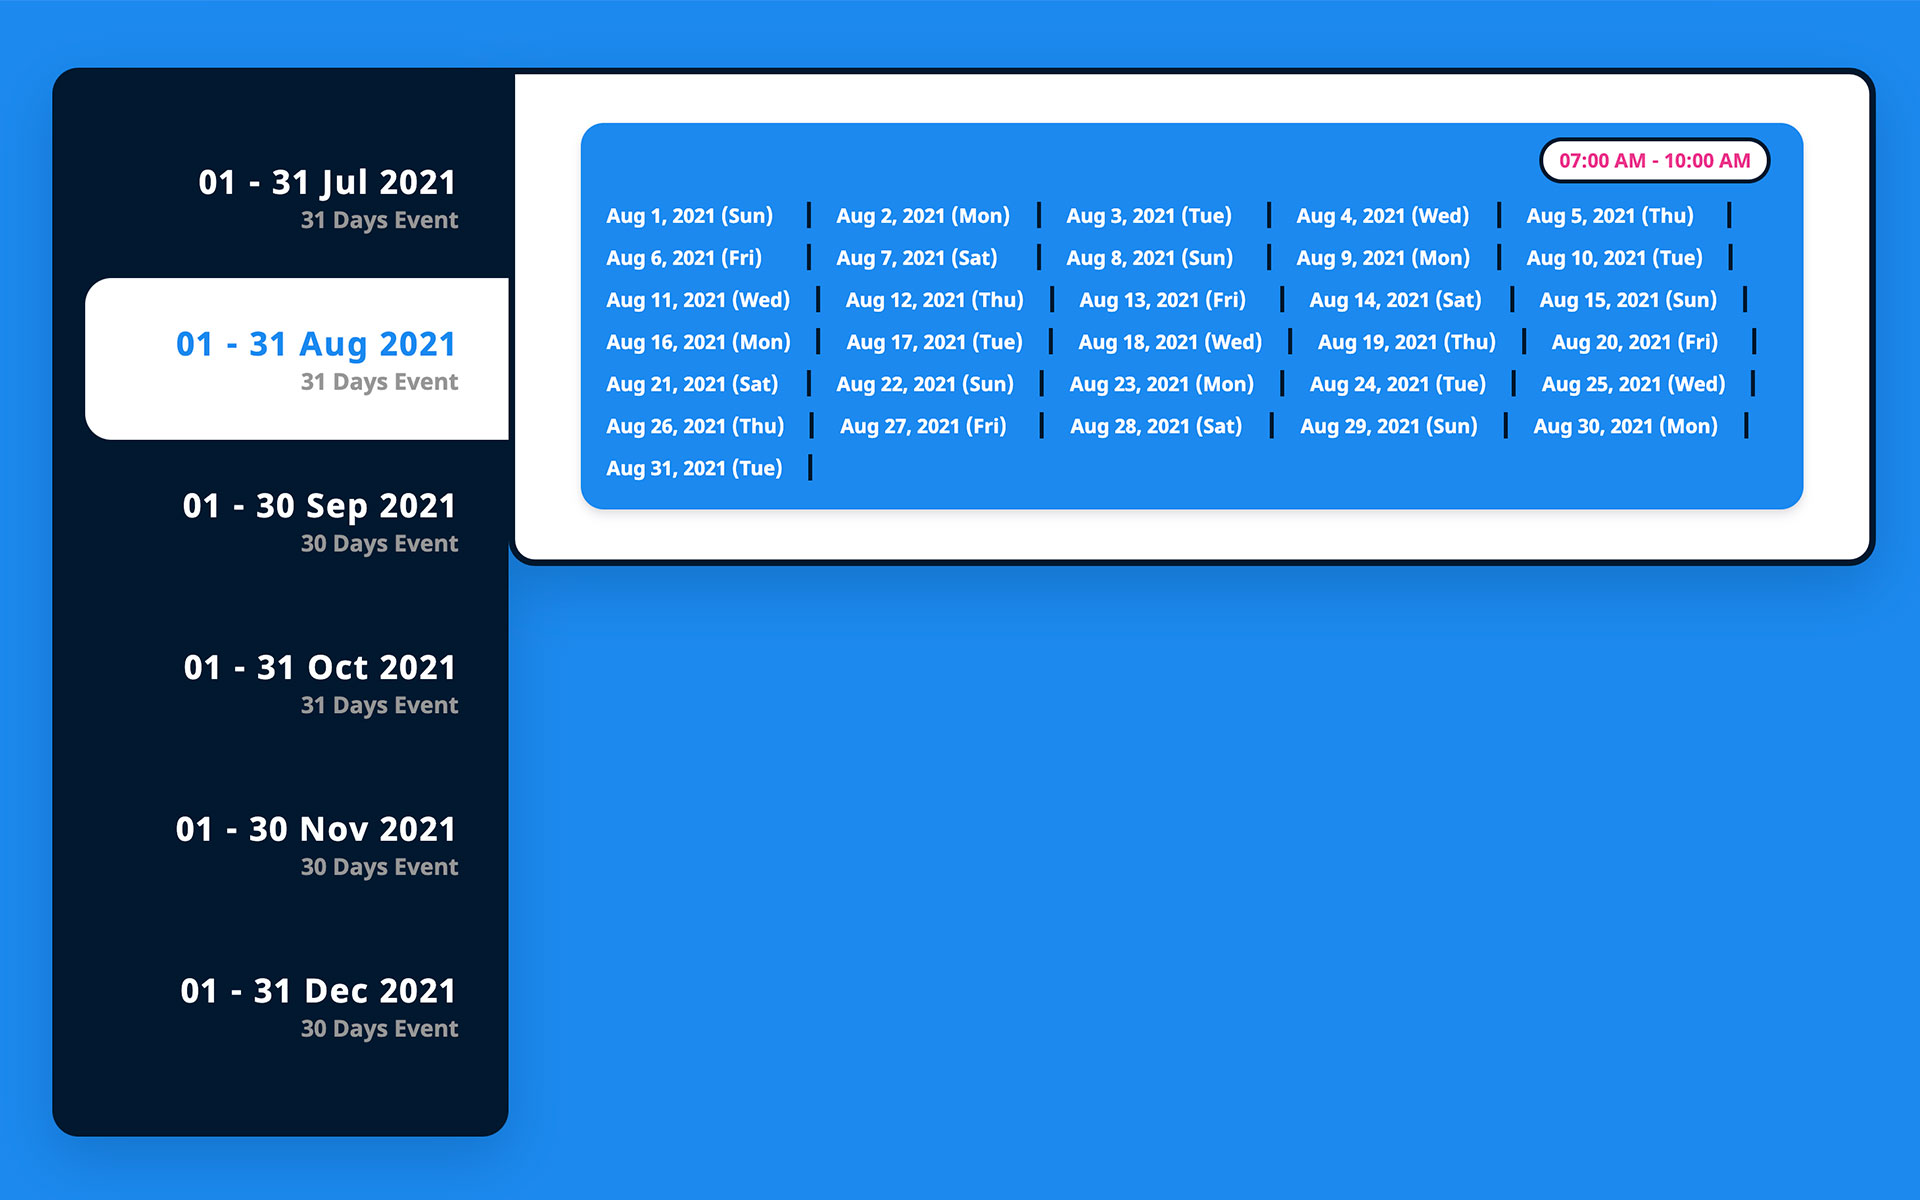 01 - 31 Jul 2021
31 Days Event
01 - 31 Aug 2021
31 Days Event
01 - 30 Sep 2021
30 Days Event
01 - 31 Oct 2021
31 Days Event
01 - 30 Nov 2021
30 Days Event
01 - 31 Dec 2021
30 Days Event
07:00 AM - 10:00 AM
Aug 1, 2021 (Sun) | Aug 2, 2021 (Mon) | Aug 3, 2021 (Tue) | Aug 4, 2021 (Wed) | Aug 5, 2021 (Thu) |
Aug 6, 2021 (Fri) | Aug 7, 2021 (Sat) | Aug 8, 2021 (Sun) | Aug 9, 2021 (Mon) | Aug 10, 2021 (Tue) |
Aug 11, 2021 (Wed) | Aug 12, 2021 (Thu) | Aug 13, 2021 (Fri) | Aug 14, 2021 (Sat) | Aug 15, 2021 (Sun) |
Aug 16, 2021 (Mon) | Aug 17, 2021 (Tue) | Aug 18, 2021 (Wed) | Aug 19, 2021 (Thu) | Aug 20, 2021 (Fri) |
Aug 21, 2021 (Sat) | Aug 22, 2021 (Sun) | Aug 23, 2021 (Mon) | Aug 24, 2021 (Tue) | Aug 25, 2021 (Wed) |
Aug 26, 2021 (Thu) | Aug 27, 2021 (Fri) | Aug 28, 2021 (Sat) | Aug 29, 2021 (Sun) | Aug 30, 2021 (Mon) |
Aug 31, 2021 (Tue) |